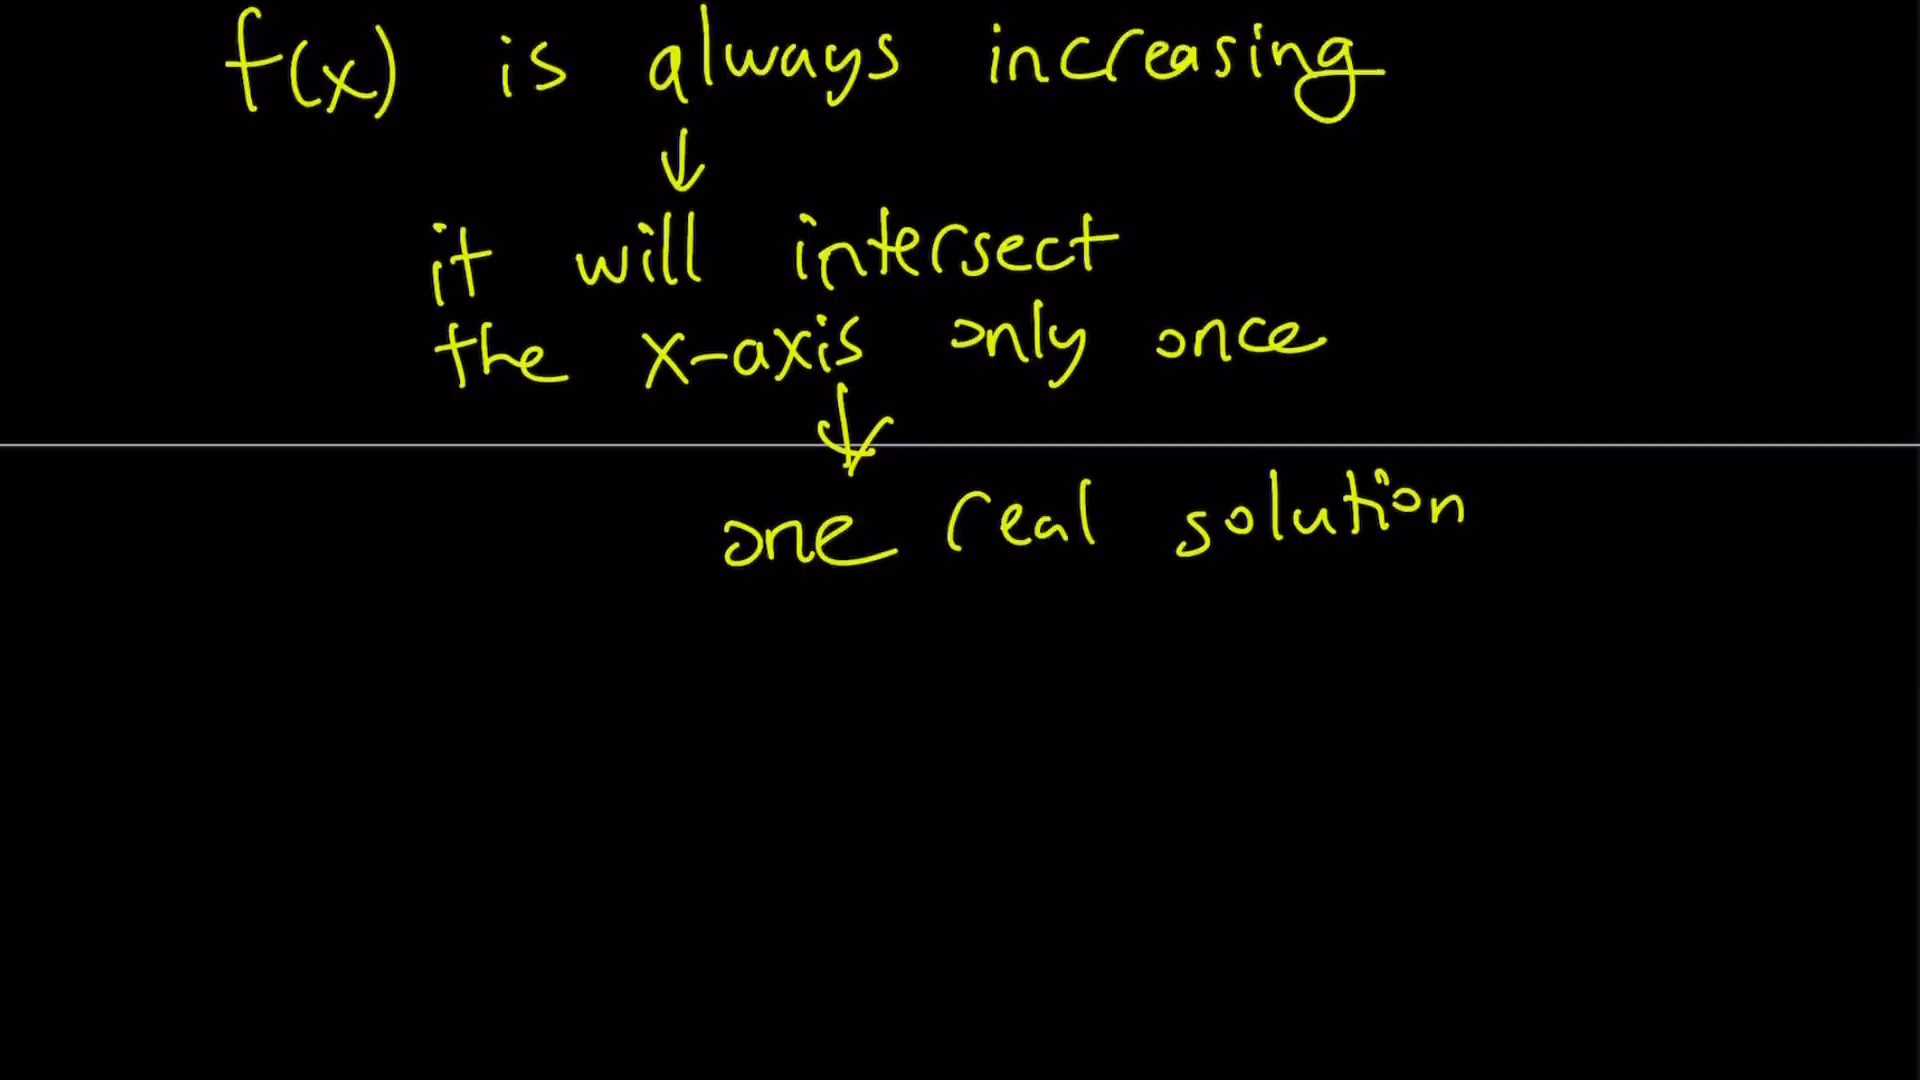 f(x) is always increasing
↓
it will intersect
the x-axis only once
↓
one real solution